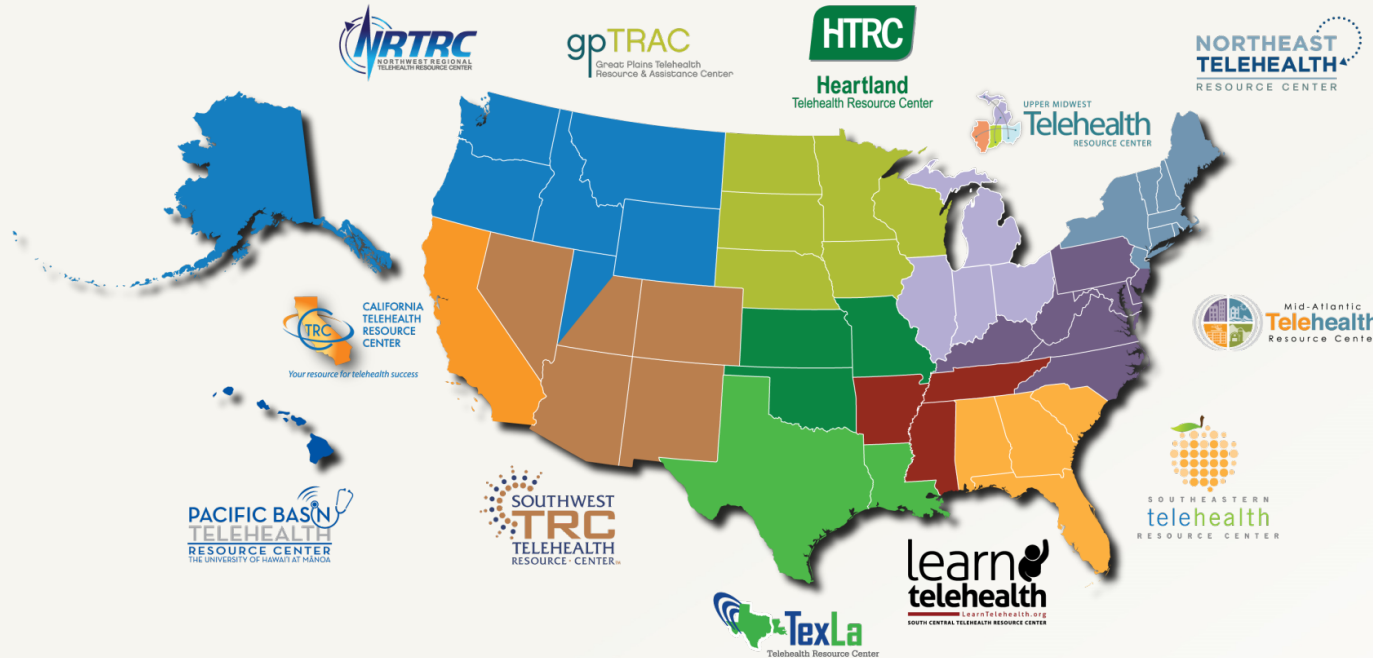 NRTRC
NORTHWEST REGIONAL
TELEHEALTH RESOURCE CENTER
gpTRAC
Great Plains Telehealth
Resource & Assistance Center
HTRC
Heartland
Telehealth Resource Center
UPPER MIDWEST
Telehealth
RESOURCE CENTER
NORTHEAST
TELEHEALTH
RESOURCE CENTER
TRC
CALIFORNIA
TELEHEALTH
RESOURCE
CENTER
Your resource for telehealth success
Mid-Atlantic
Telehealth
Resource Cente
PACIFIC BASIN
TELEHEALTH
RESOURCE CENTER
THE UNIVERSITY OF HAWAI'I AT MĀNOA
SOUTHWEST
TRC
TELEHEALTH
RESOURCE · CENTER
SOUTHEASTERN
telehealth
RESOURCE CENTER
learn
telehealth
LearnTelehealth.org
SOUTH CENTRAL TELEHEALTH RESOURCE CENTER
TexLa
Telehealth Resource Center